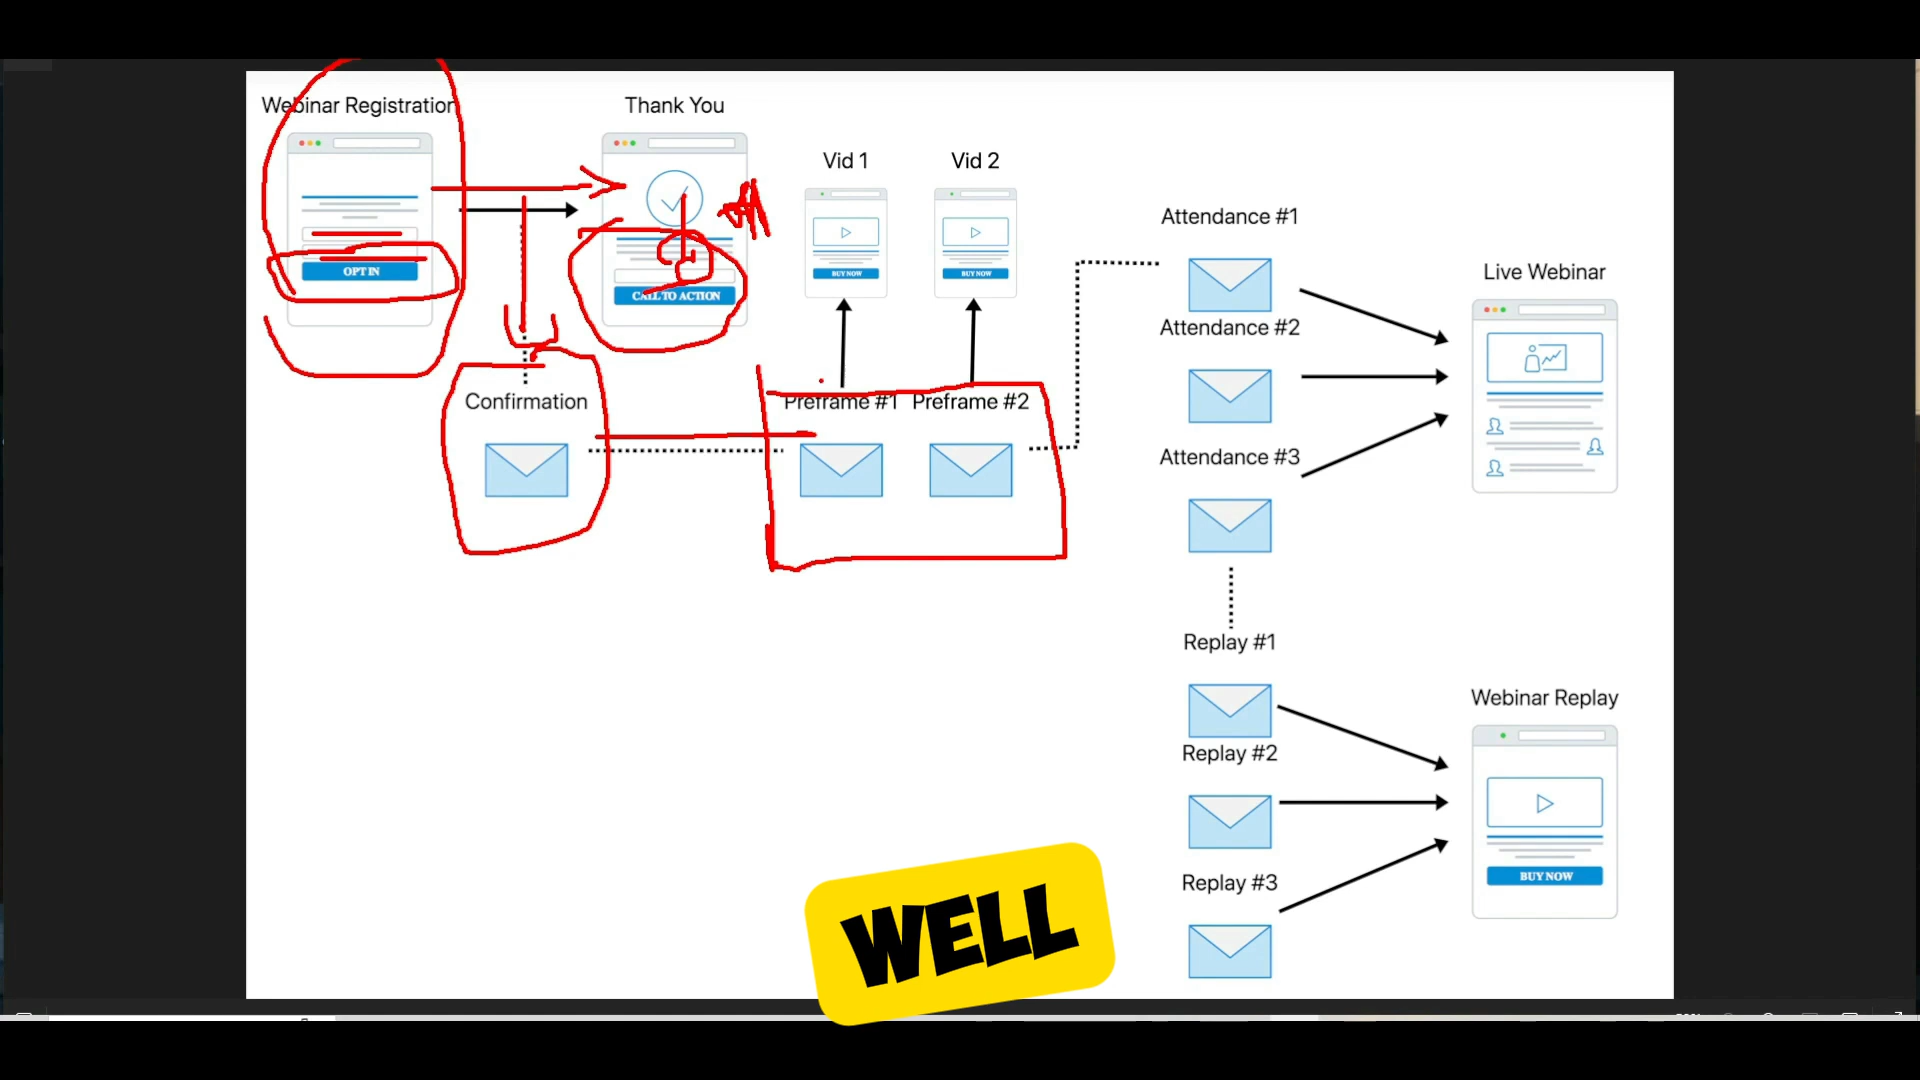 Webinar Registration
Thank You
Vid 1
Vid 2
OPT IN
CALL TO ACTION
BUY NOW
BUY NOW
Attendance #1
Attendance #2
Attendance #3
Live Webinar
Confirmation
Preframe #1
Preframe #2
Replay #1
Replay #2
Replay #3
Webinar Replay
BUY NOW
WELL